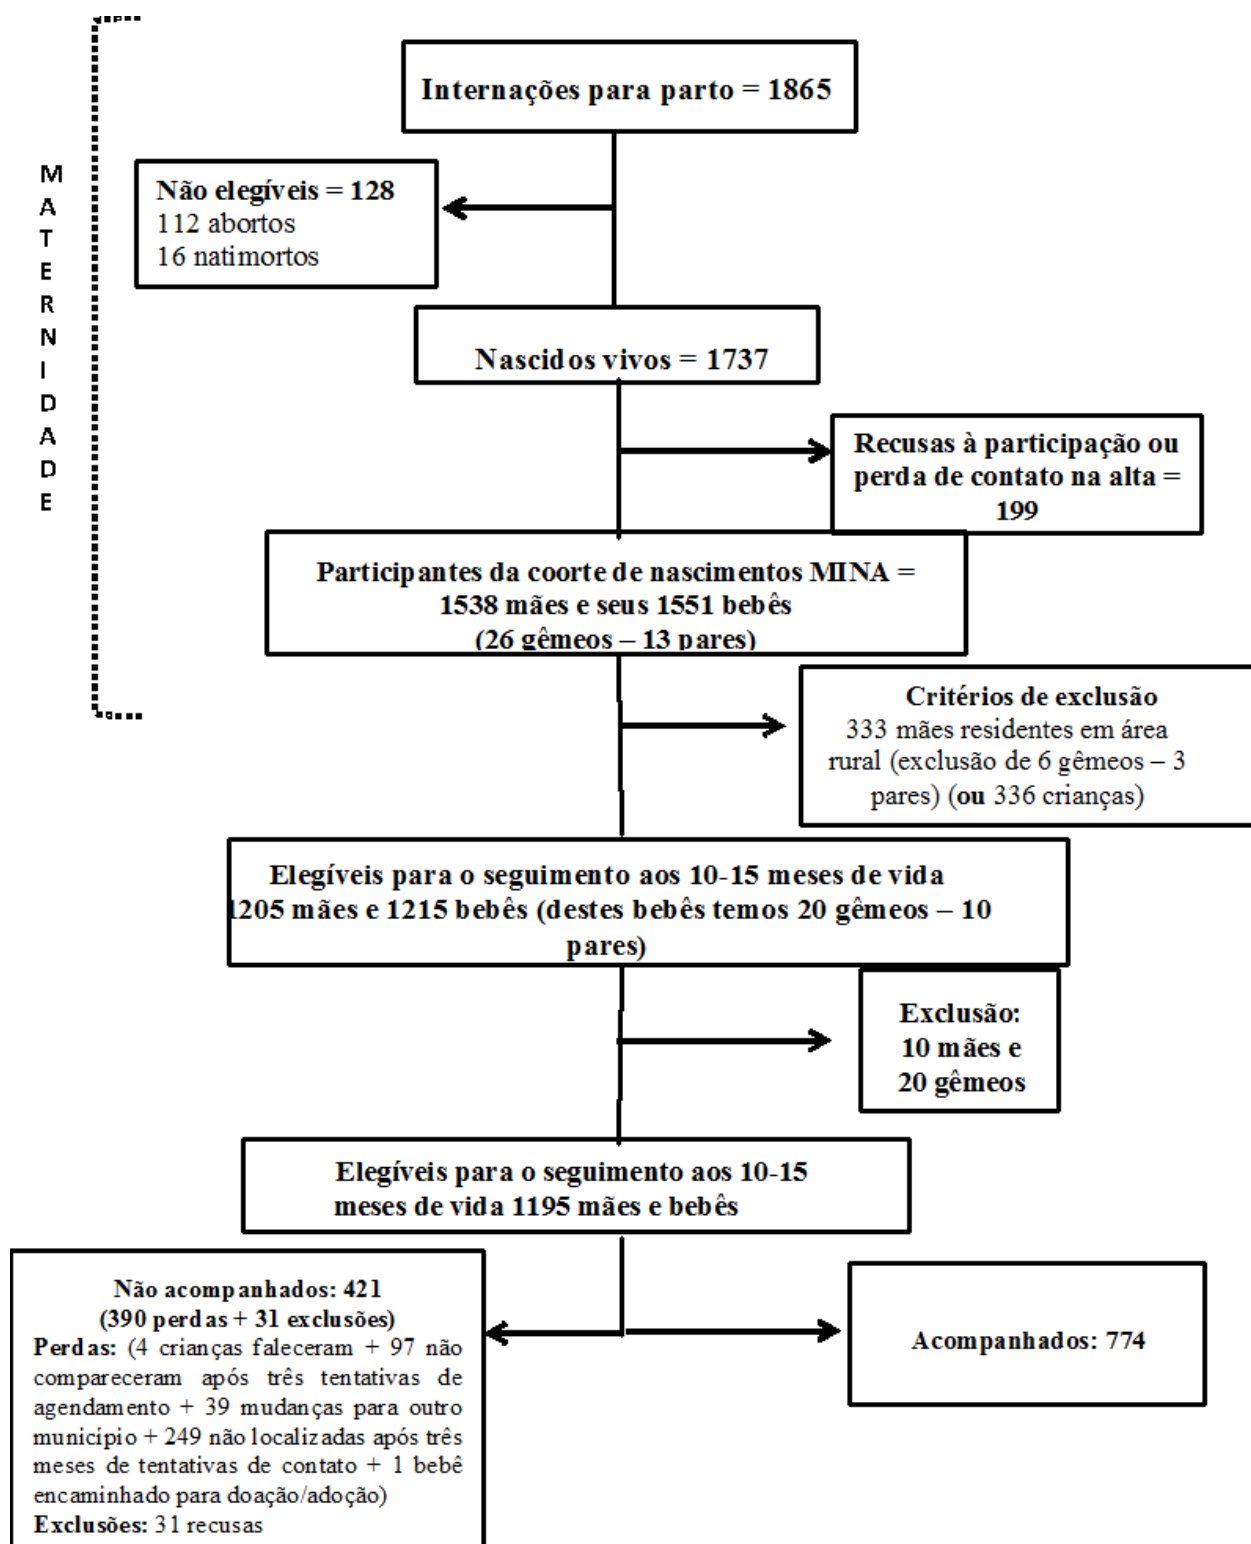 Internações para parto = 1865
MATERNIDADE
Não elegíveis = 128
112 abortos
16 natimortos
Nascidos vivos = 1737
Recusas à participação ou
perda de contato na alta =
199
Participantes da coorte de nascimentos MINA =
1538 mães e seus 1551 bebês
(26 gêmeos – 13 pares)
Critérios de exclusão
333 mães residentes em área
rural (exclusão de 6 gêmeos – 3
pares) (ou 336 crianças)
Elegíveis para o seguimento aos 10-15 meses de vida
1205 mães e 1215 bebês (destes bebês temos 20 gêmeos – 10
pares)
Exclusão:
10 mães e
20 gêmeos
Elegíveis para o seguimento aos 10-15
meses de vida 1195 mães e bebês
Não acompanhados: 421
(390 perdas + 31 exclusões)
Perdas: (4 crianças faleceram + 97 não
compareceram após três tentativas de
agendamento + 39 mudanças para outro
município + 249 não localizadas após três
meses de tentativas de contato + 1 bebê
encaminhado para doação/adoção)
Exclusões: 31 recusas
Acompanhados: 774